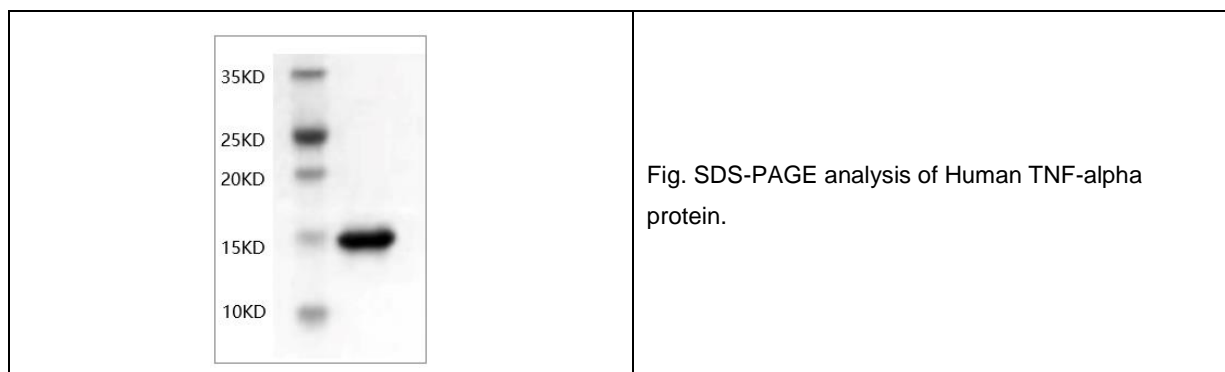 35KD
25KD
20KD
15KD
10KD
Fig. SDS-PAGE analysis of Human TNF-alpha
protein.